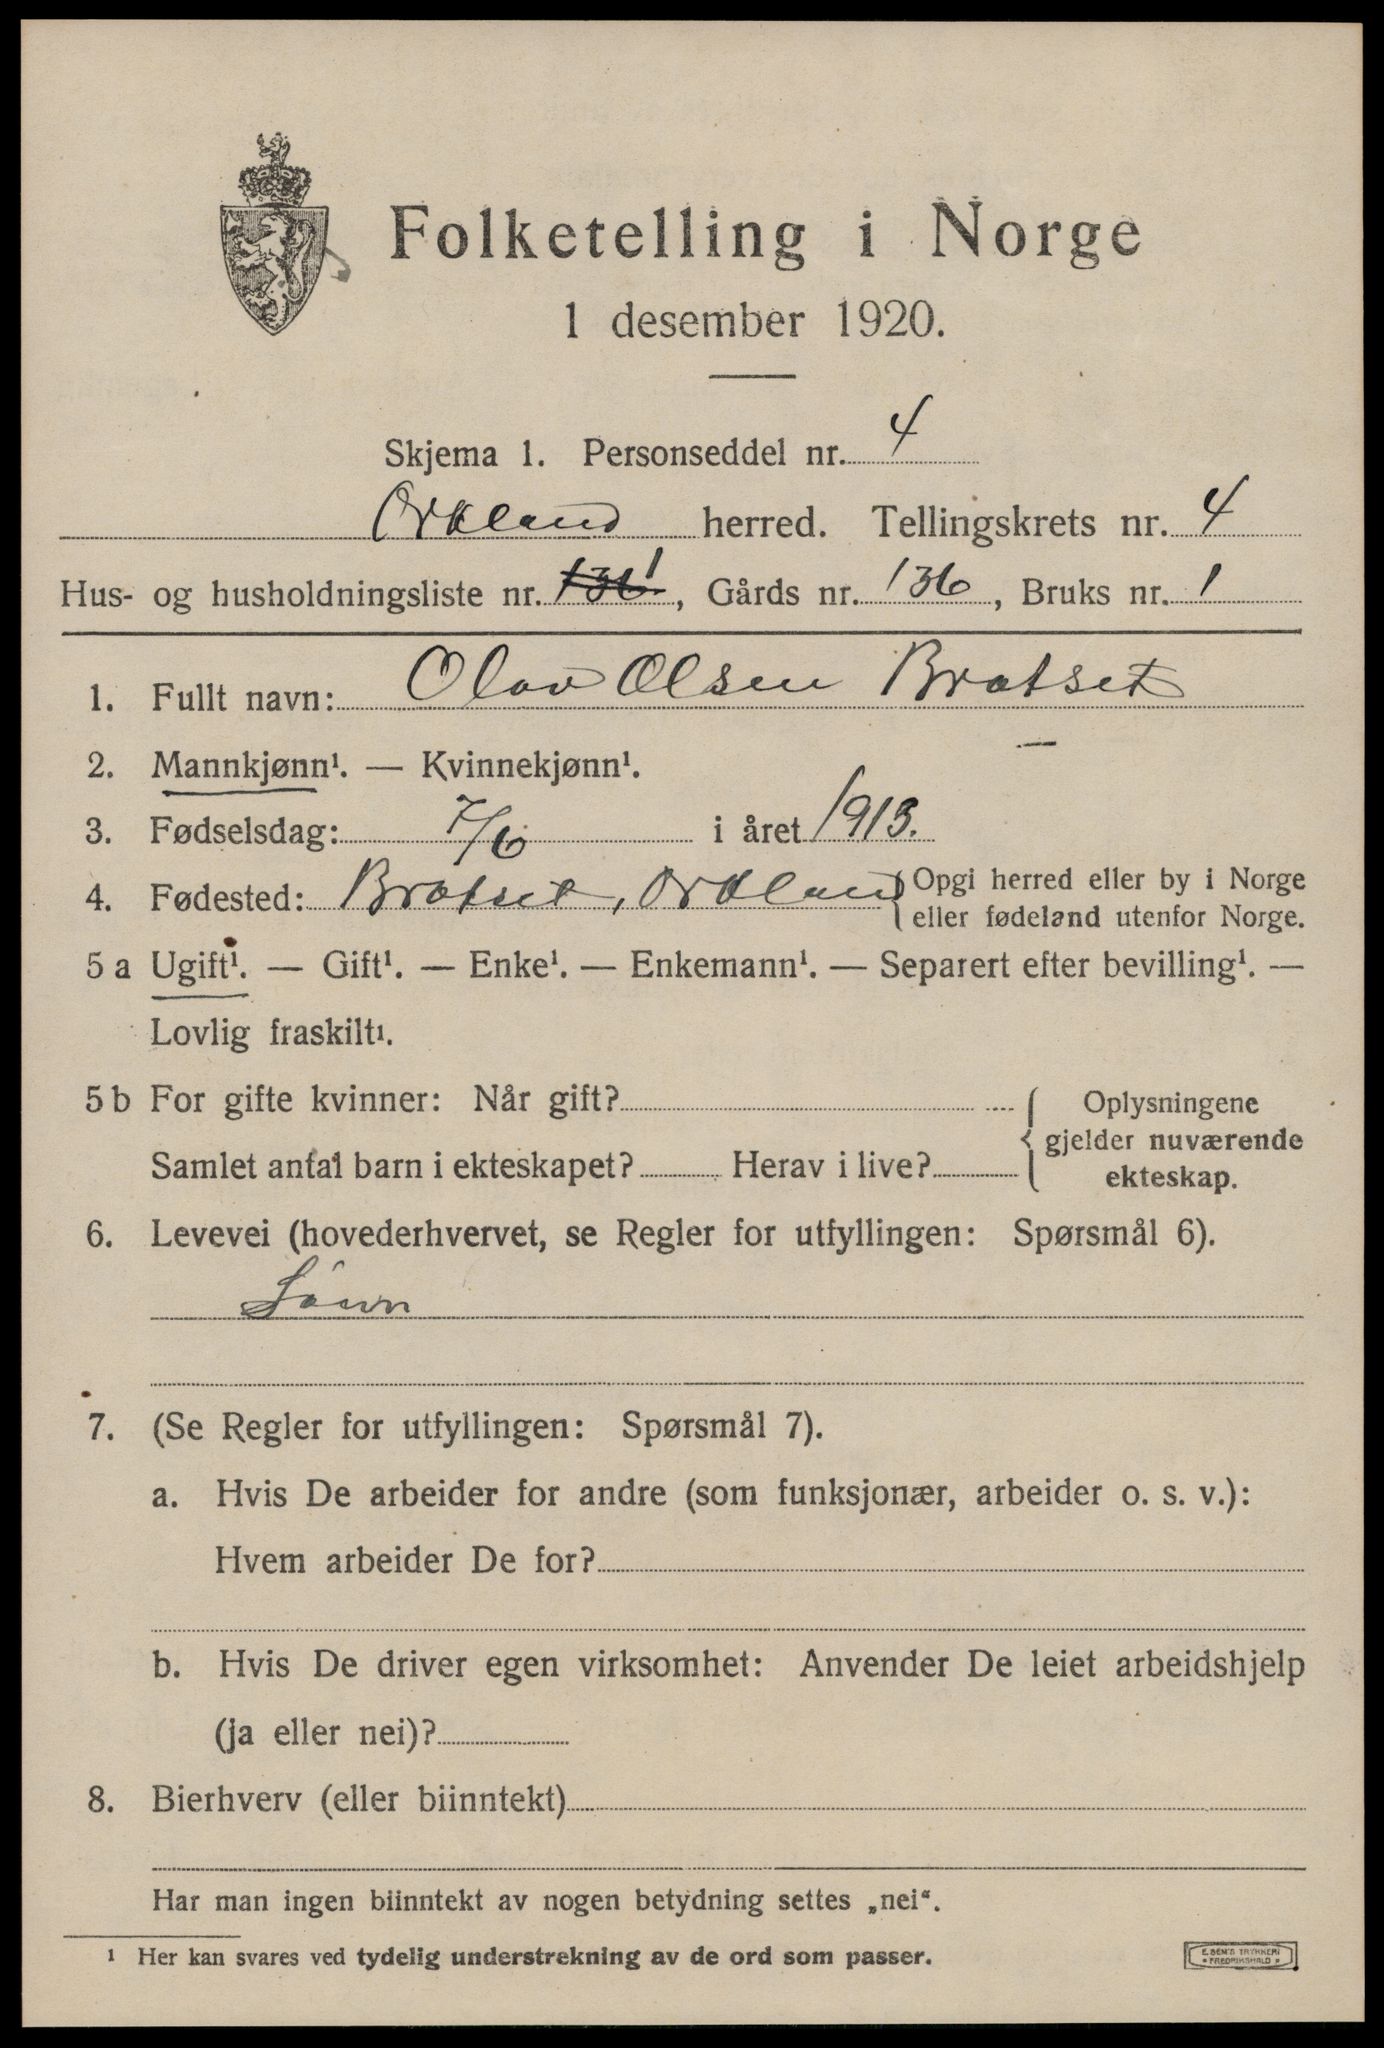 Folketelling i Norge
1 desember 1920.
Skjema 1. Personseddel nr. 4
Orkland herred. Tellingskrets nr. 4
Hus- og husholdningsliste nr. 136 1, Gårds nr. 136, Bruks nr. 1
1. Fullt navn: Olav Olsen Bratset
2. Mannkjønn¹. — Kvinnekjønn¹.
3. Fødselsdag: 7/6 i året 1913.
4. Fødested: Bratset, Orkland { Opgi herred eller by i Norge
eller fødeland utenfor Norge.
5 a Ugift¹. — Gift¹. — Enke¹. — Enkemann¹. — Separert efter bevilling¹. —
Lovlig fraskilt¹.
5 b For gifte kvinner: Når gift?
Samlet antal barn i ekteskapet? Herav i live?
Oplysningene
gjelder nuværende
ekteskap.
6. Levevei (hovederhvervet, se Regler for utfyllingen: Spørsmål 6).
7. (Se Regler for utfyllingen: Spørsmål 7).
a. Hvis De arbeider for andre (som funksjonær, arbeider o. s. v.):
Hvem arbeider De for?
b. Hvis De driver egen virksomhet: Anvender De leiet arbeidshjelp
(ja eller nei)?
8. Bierhverv (eller biinntekt)
Har man ingen biinntekt av nogen betydning settes „nei“.
¹ Her kan svares ved tydelig understrekning av de ord som passer.
E. SEM'S TRYKKERI
FREDRIKSHALD